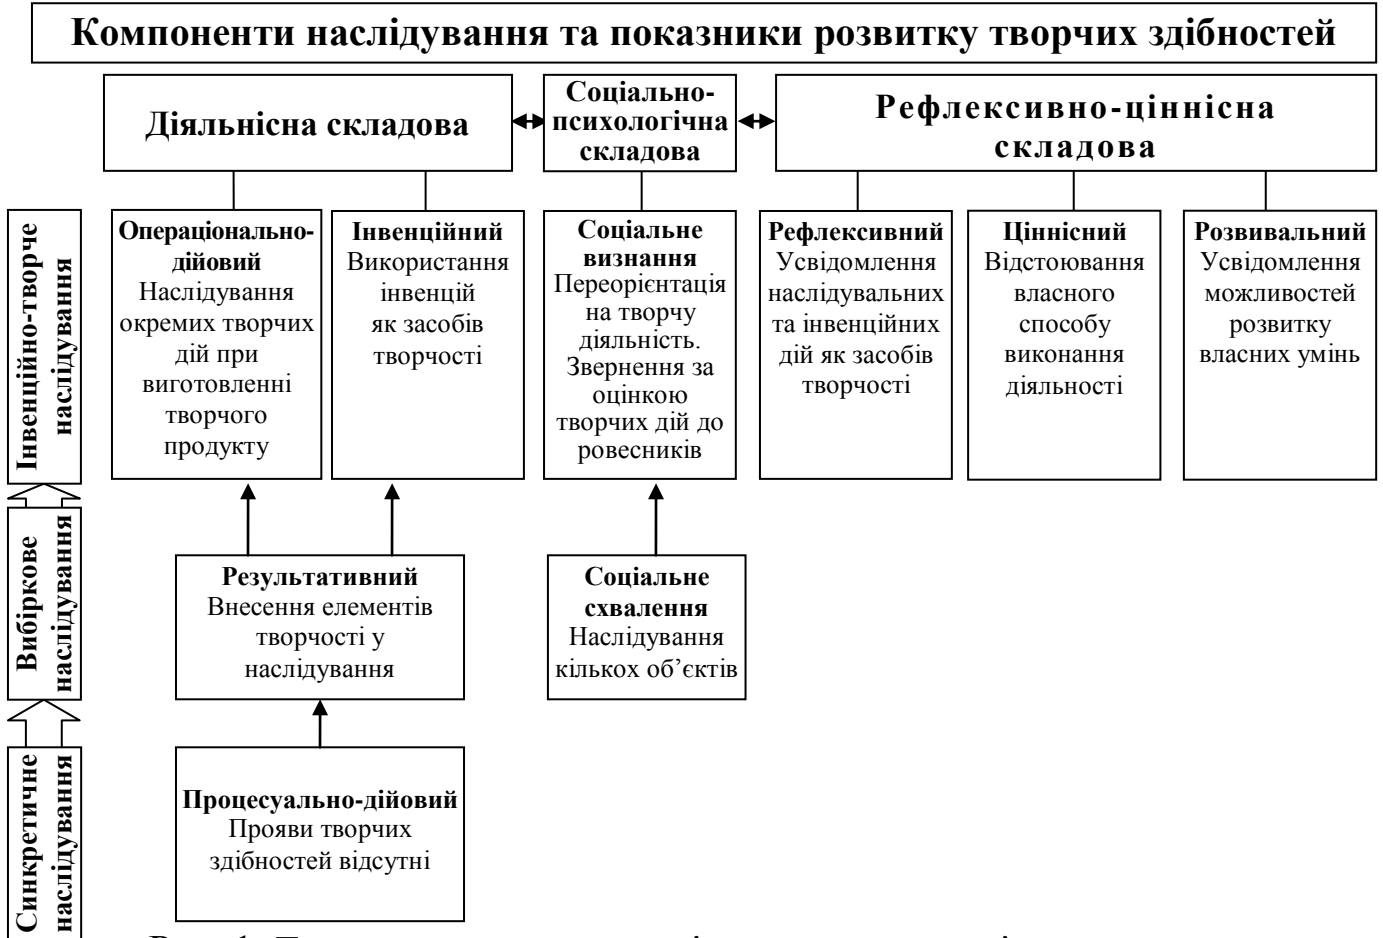 Компоненти наслідування та показники розвитку творчих здібностей
Діяльнісна складова
Соціально-
психологічна
складова
Рефлексивно-ціннісна
складова
Інвенційно-творче
наслідування
Операціонально-
дійовий
Наслідування
окремих творчих
дій при
виготовленні
творчого
продукту
Інвенційний
Використання
інвенцій
як засобів
творчості
Соціальне
визнання
Переорієнтація
на творчу
діяльність.
Звернення за
оцінкою
творчих дій до
ровесників
Рефлексивний
Усвідомлення
наслідувальних
та інвенційних
дій як засобів
творчості
Ціннісний
Відстоювання
власного
способу
виконання
діяльності
Розвивальний
Усвідомлення
можливостей
розвитку
власних умінь
Вибіркове
наслідування
Результативний
Внесення елементів
творчості у
наслідування
Соціальне
схвалення
Наслідування
кількох об’єктів
Синкретичне
наслідування
Процесуально-дійовий
Прояви творчих
здібностей відсутні